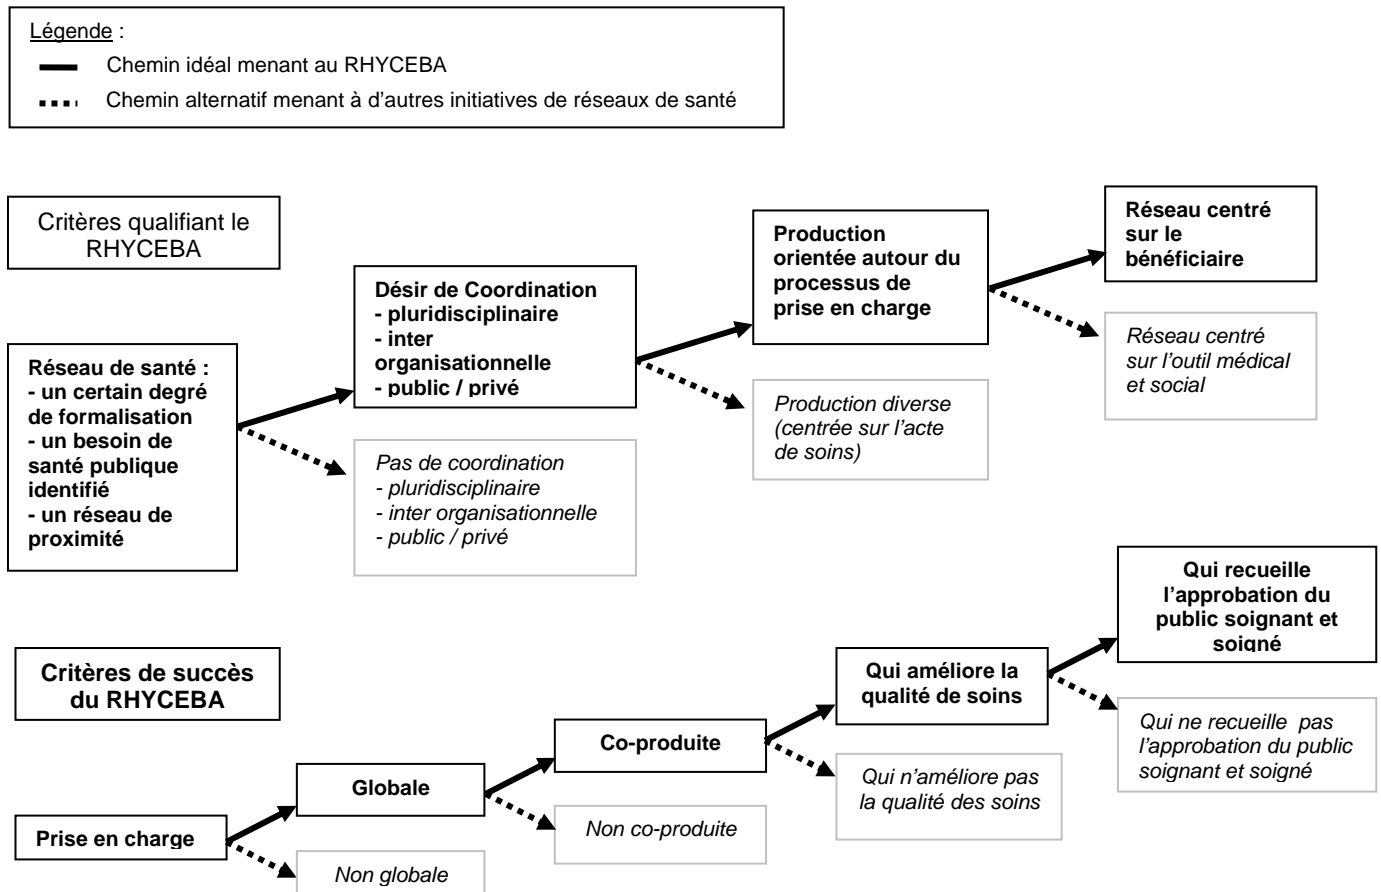 Légende :
Chemin idéal menant au RHYCEBA
Chemin alternatif menant à d'autres initiatives de réseaux de santé
Critères qualifiant le
RHYCEBA
Réseau de santé :
- un certain degré
de formalisation
- un besoin de
santé publique
identifié
- un réseau de
proximité
Désir de Coordination
- pluridisciplinaire
- inter
organisationnelle
- public / privé
Pas de coordination
- pluridisciplinaire
- inter organisationnelle
- public / privé
Production
orientée autour du
processus de
prise en charge
Production diverse
(centrée sur l'acte
de soins)
Réseau centré
sur le
bénéficiaire
Réseau centré
sur l'outil médical
et social
Critères de succès
du RHYCEBA
Prise en charge
Globale
Non globale
Co-produite
Non co-produite
Qui améliore la
qualité de soins
Qui n'améliore pas
la qualité des soins
Qui recueille
l'approbation du
public soignant et
soigné
Qui ne recueille  pas
l'approbation du public
soignant et soigné